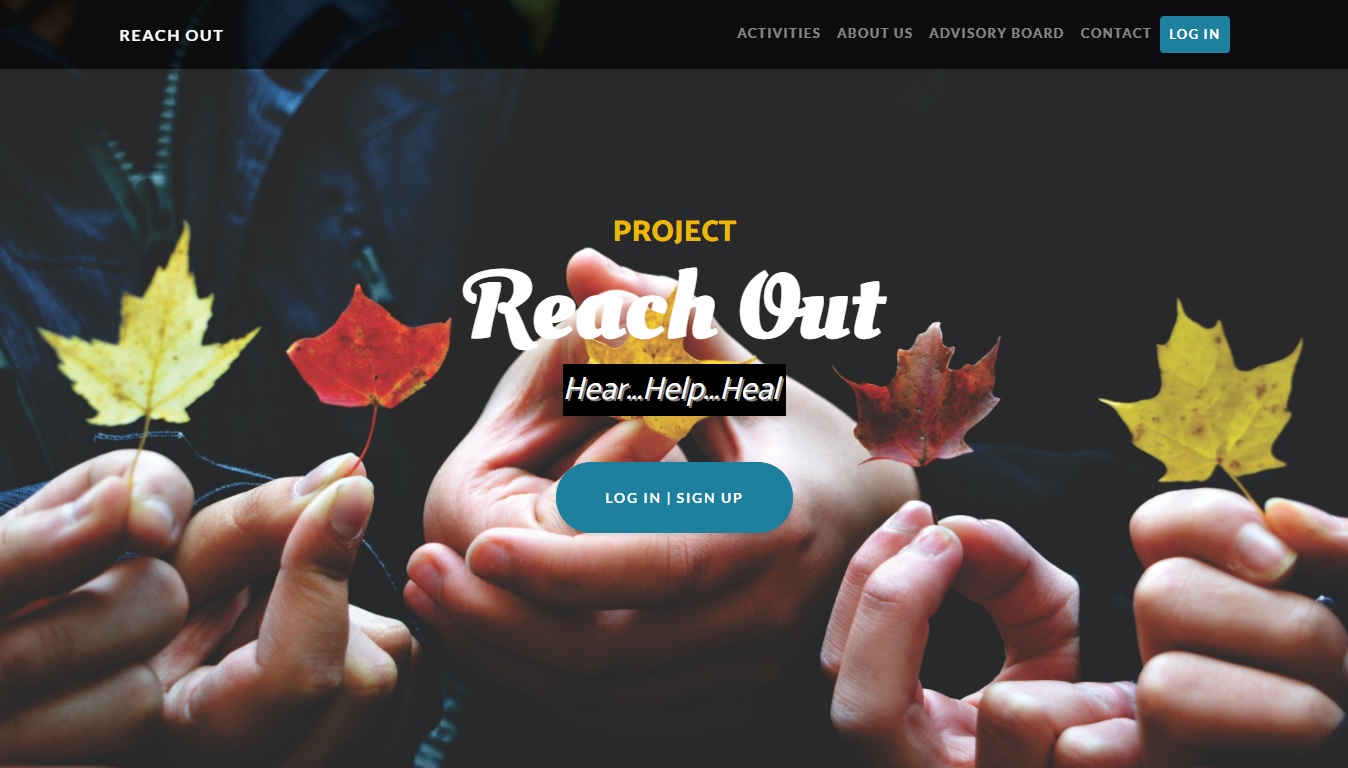 REACH OUT
ACTIVITIES ABOUT US ADVISORY BOARD CONTACT LOG IN
PROJECT
Reach Out
Hear...Help...Heal
LOG IN | SIGN UP